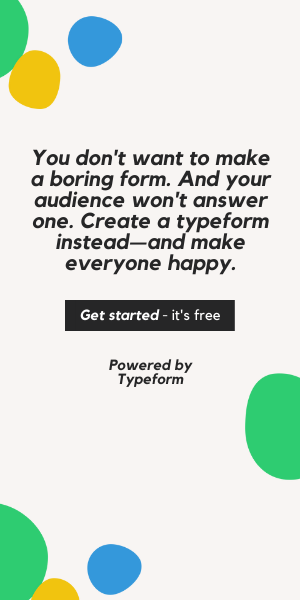 You don't want to make
a boring form. And your
audience won't answer
one. Create a typeform
instead—and make
everyone happy.
Get started - it's free
Powered by
Typeform